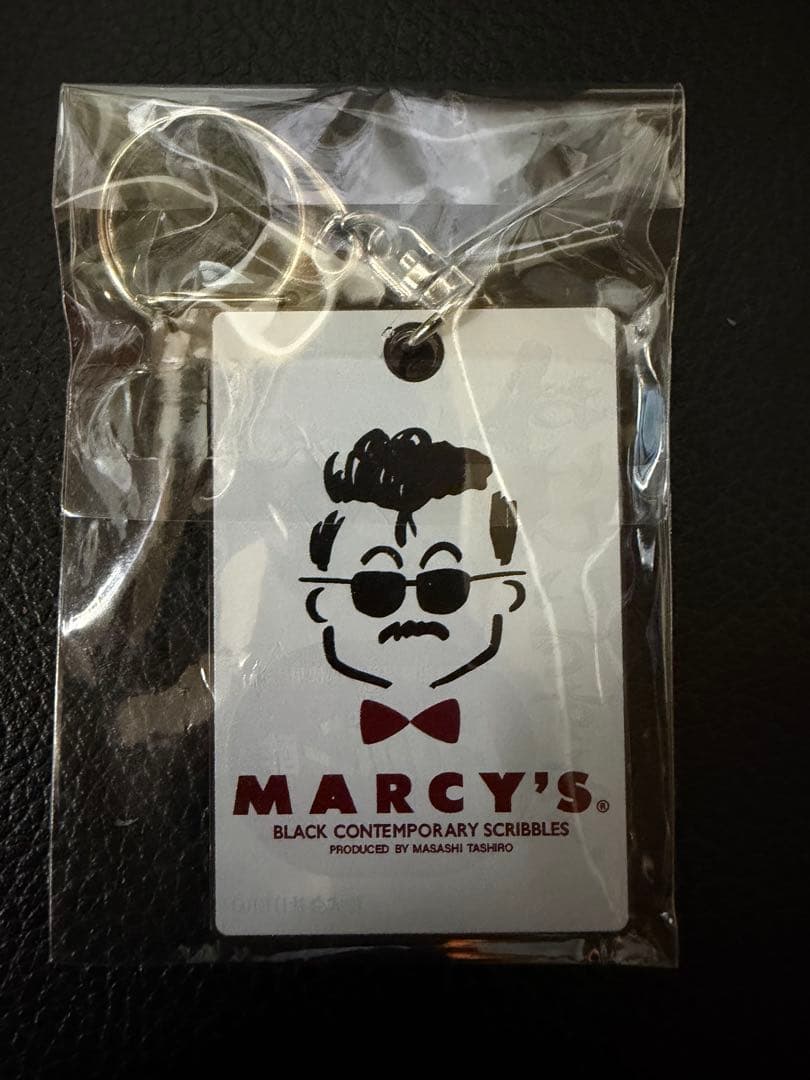 MARCY'S®
BLACK CONTEMPORARY SCRIBBLES
PRODUCED BY MASASHI TASHIRO